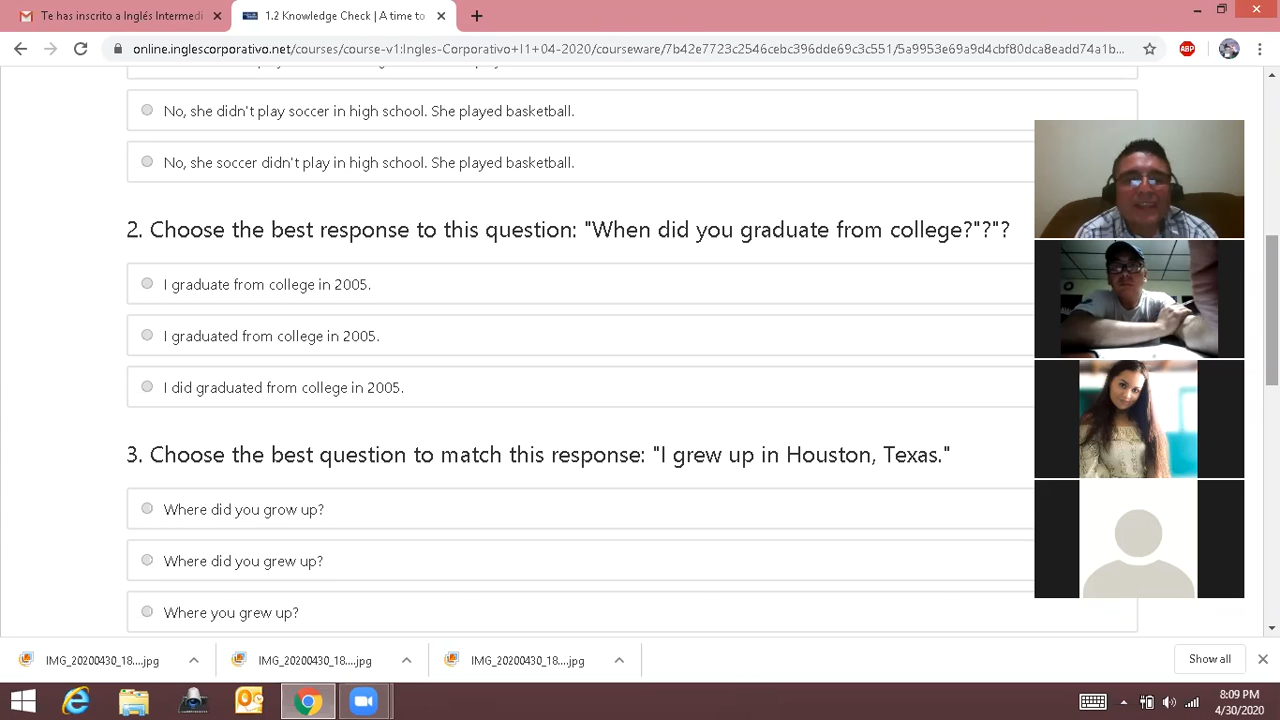 Te has inscrito a Inglés Intermedi
1.2 Knowledge Check | A time to
online.inglescorporativo.net/courses/course-v1:Ingles-Corporativo+I1+04-2020/courseware/7b42e7723c2546cebc3960de69c3c551/5a9953e69a9d4cbf80dca8eadd74a1b...
ABP
No, she didn't play soccer in high school. She played basketball.
No, she soccer didn't play in high school. She played basketball.
2. Choose the best response to this question: "When did you graduate from college?"?"?
I graduate from college in 2005.
I graduated from college in 2005.
I did graduated from college in 2005.
3. Choose the best question to match this response: "I grew up in Houston, Texas."
Where did you grow up?
Where did you grew up?
Where you grew up?
IMG_20200430_18....jpg
IMG_20200430_18....jpg
IMG_20200430_18....jpg
Show all
8:09 PM
4/30/2020